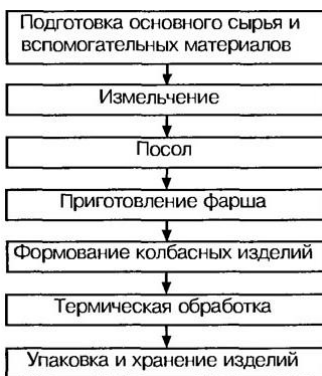 Подготовка основного сырья и
вспомогательных материалов
Измельчение
Посол
Приготовление фарша
Формование колбасных изделий
Термическая обработка
Упаковка и хранение изделий